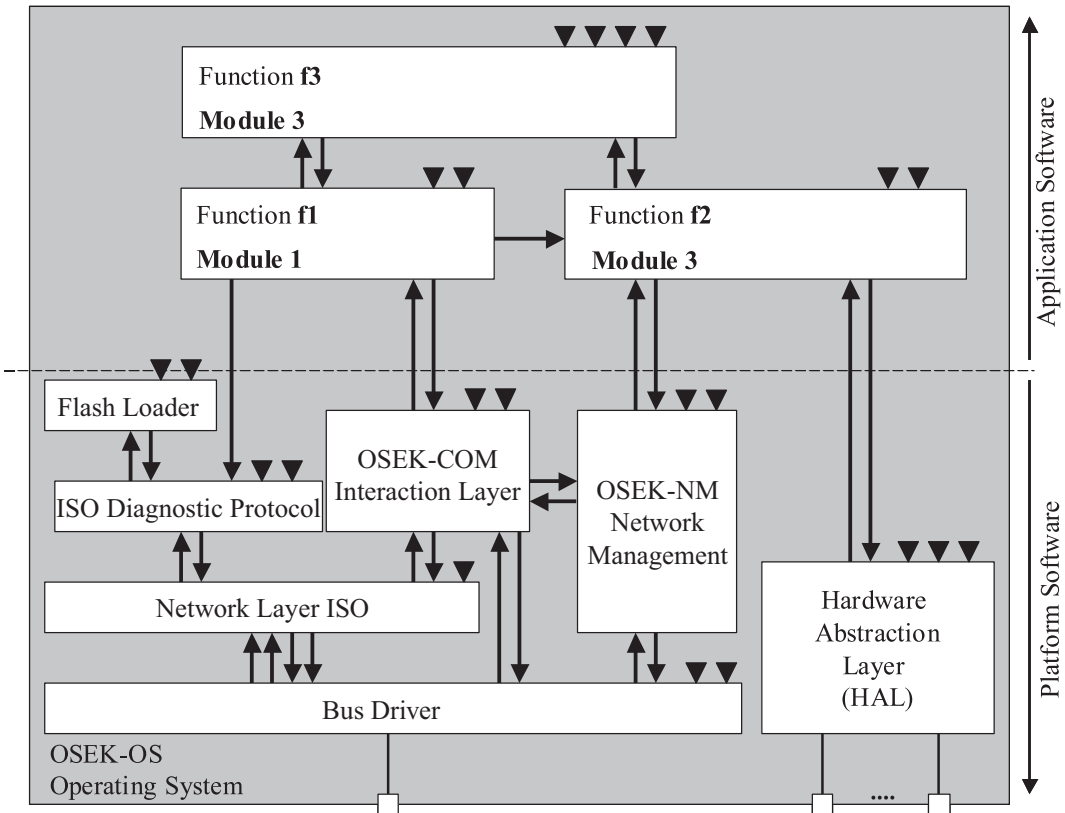 Function f3
Module 3
Function f1
Module 1
Function f2
Module 3
Application Software
Flash Loader
ISO Diagnostic Protocol
OSEK-COM
Interaction Layer
OSEK-NM
Network
Management
Network Layer ISO
Hardware
Abstraction
Layer
(HAL)
Bus Driver
Platform Software
OSEK-OS
Operating System
....